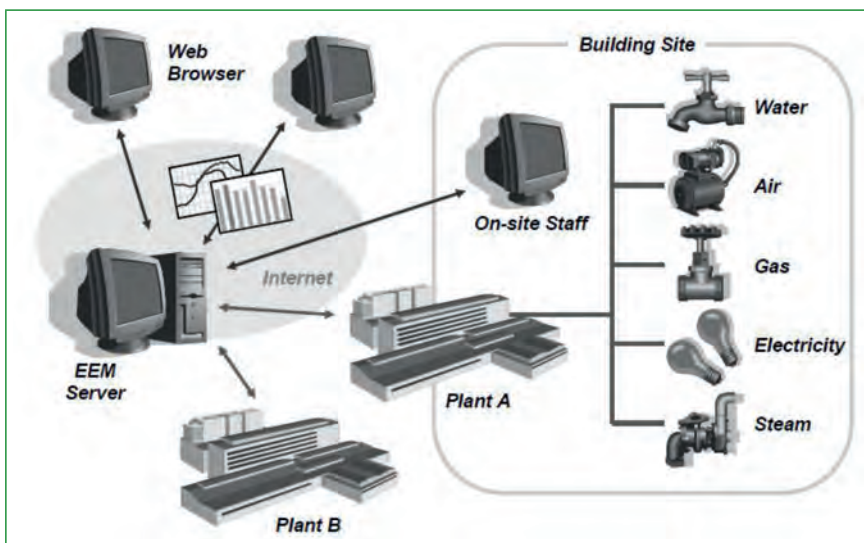 Web
Browser
Building Site
Water
Air
On-site Staff
Gas
Internet
EEM
Server
Plant A
Electricity
Steam
Plant B